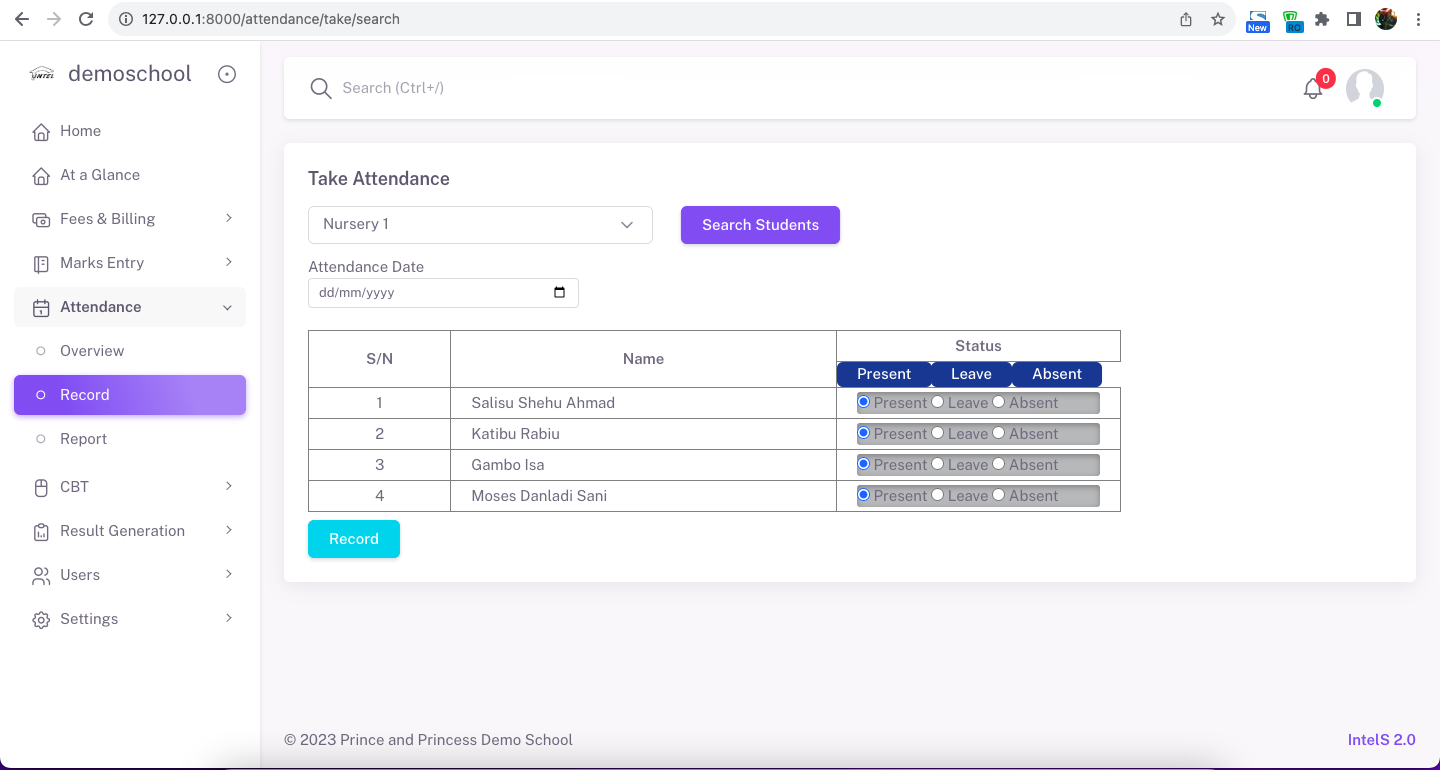 127.0.0.1:8000/attendance/take/search
New
RQ
YNTEL
demoschool
Search (Ctrl+/)
0
Home
At a Glance
Fees & Billing
Marks Entry
Attendance
Overview
Record
Report
CBT
Result Generation
Users
Settings
Take Attendance
Nursery 1
Search Students
Attendance Date
dd/mm/yyyy
S/N Name Status
Present Leave Absent
1 Salisu Shehu Ahmad Present Leave Absent
2 Katibu Rabiu Present Leave Absent
3 Gambo Isa Present Leave Absent
4 Moses Danladi Sani Present Leave Absent
Record
© 2023 Prince and Princess Demo School
IntelS 2.0